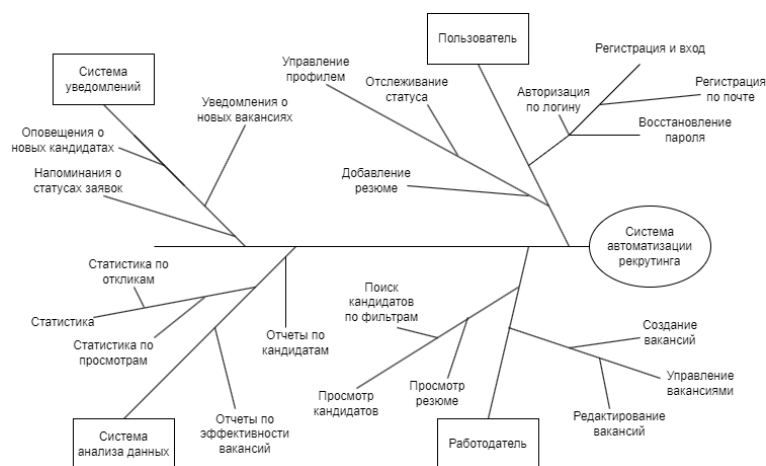 Пользователь
Система
уведомлений
Управление
профилем
Отслеживание
статуса
Регистрация и вход
Авторизация
по логину
Регистрация
по почте
Восстановление
пароля
Уведомления о
новых вакансиях
Оповещения о
новых кандидатах
Напоминания о
статусах заявок
Добавление
резюме
Система
автоматизации
рекрутинга
Статистика по
откликам
Статистика
Статистика по
просмотрам
Отчеты по
кандидатам
Поиск
кандидатов
по фильтрам
Просмотр
кандидатов
Просмотр
резюме
Создание
вакансий
Управление
вакансиями
Редактирование
вакансий
Система
анализа данных
Отчеты по
эффективности
вакансий
Работодатель